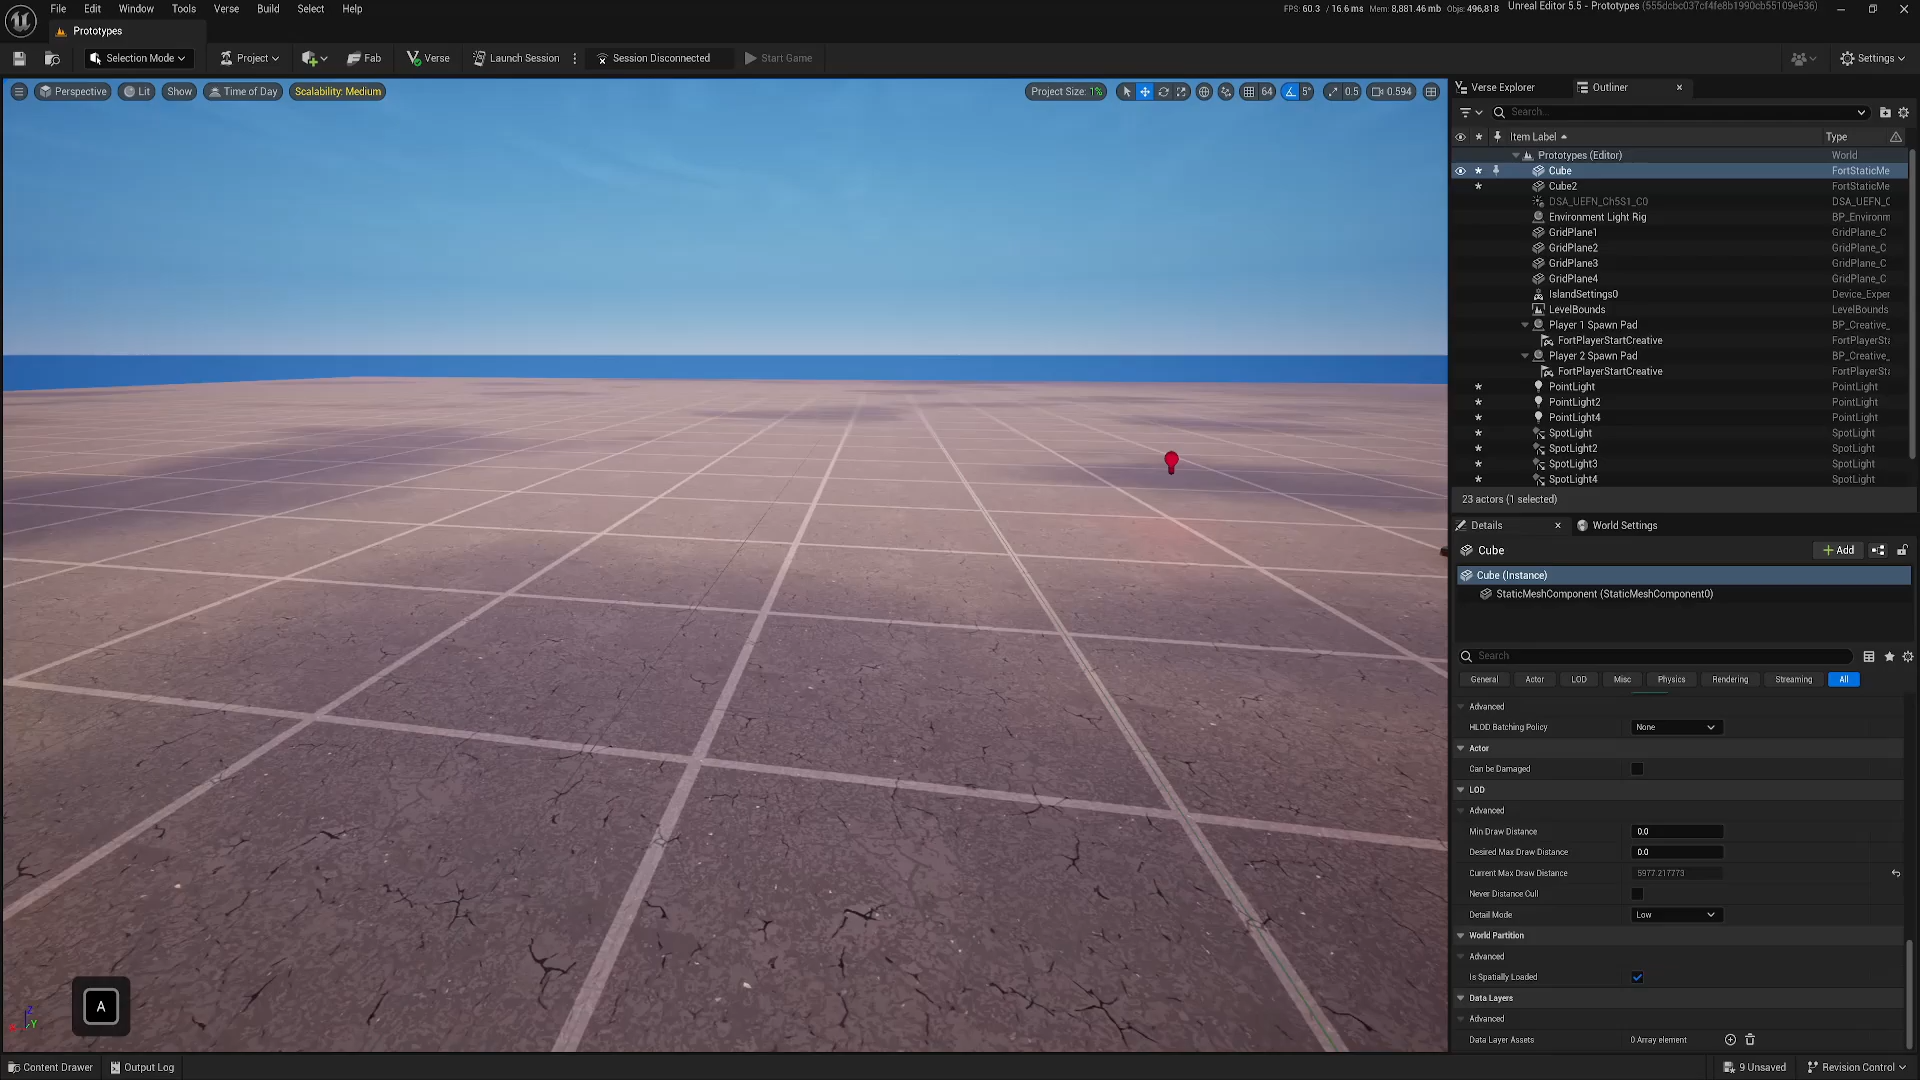 File Edit Window Tools Verse Build Select Help
FPS: 60.3 / 16.6 ms Mem: 8,881.46 mb Objs: 496,818 Unreal Editor 5.5 - Prototypes (555dcbc037cf4fe8b1990cb55109e536)
Prototypes
Selection Mode Project Fab Verse Launch Session Session Disconnected Start Game Settings
Perspective Lit Show Time of Day Scalability: Medium Project Size: 1% 64 5° 0.5 0.594
Verse Explorer Outliner
Search...
Item Label Type
Prototypes (Editor) World
Cube FortStaticMe
Cube2 FortStaticMe
DSA_UEFN_Ch5S1_C0 DSA_UEFN_C
Environment Light Rig BP_Environm
GridPlane1 GridPlane_C
GridPlane2 GridPlane_C
GridPlane3 GridPlane_C
GridPlane4 GridPlane_C
IslandSettings0 Device_Exper
LevelBounds LevelBounds
Player 1 Spawn Pad BP_Creative_
FortPlayerStartCreative FortPlayerSta
Player 2 Spawn Pad BP_Creative_
FortPlayerStartCreative FortPlayerSta
PointLight PointLight
PointLight2 PointLight
PointLight4 PointLight
SpotLight SpotLight
SpotLight2 SpotLight
SpotLight3 SpotLight
SpotLight4 SpotLight
23 actors (1 selected)
Details World Settings
Cube Add
Cube (Instance)
StaticMeshComponent (StaticMeshComponent0)
Search
General Actor LOD Misc Physics Rendering Streaming All
Advanced
HLOD Batching Policy None
Actor
Can be Damaged
LOD
Advanced
Min Draw Distance 0.0
Desired Max Draw Distance 0.0
Current Max Draw Distance 5977.217773
Never Distance Cull
Detail Mode Low
World Partition
Advanced
Is Spatially Loaded
Data Layers
Advanced
Data Layer Assets 0 Array element
A
Z
Y
Content Drawer Output Log 9 Unsaved Revision Control